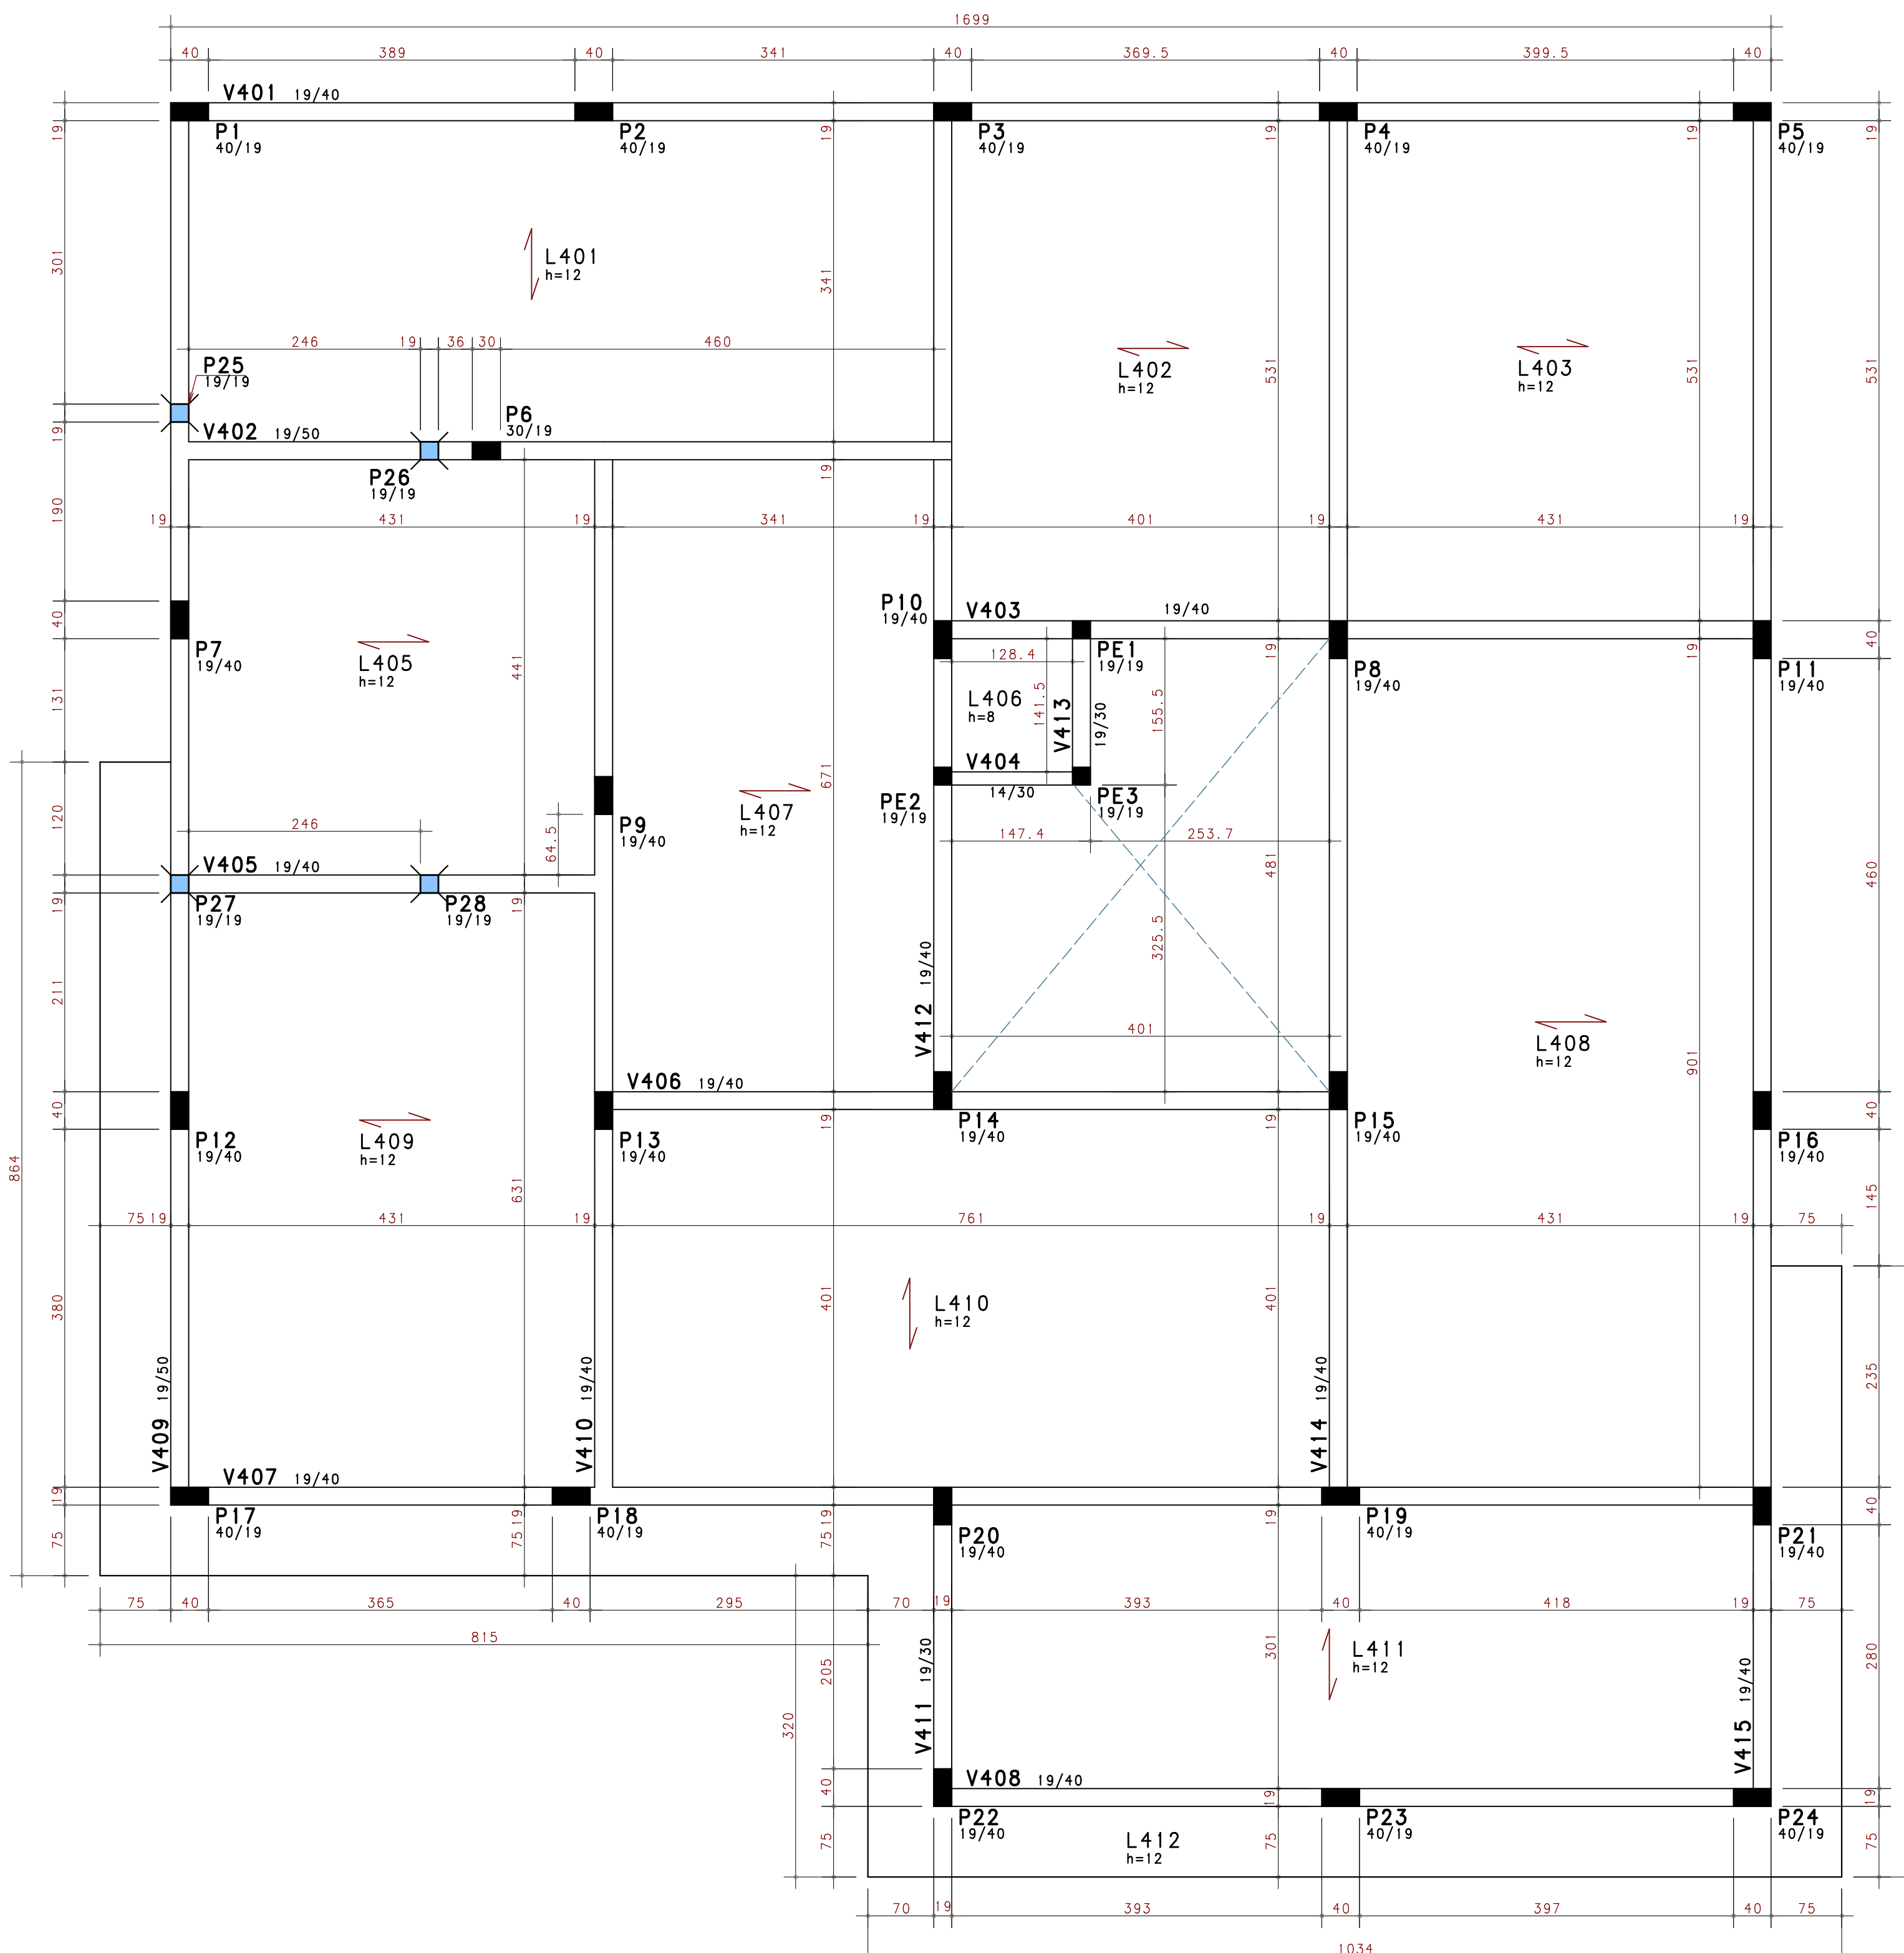 1699
40 389 40 341 40 369.5 40 399.5 40
V401 19/40
P1
40/19
P2
40/19
P3
40/19
P4
40/19
P5
40/19
19
19
19
19
19
301
L401
h=12
341
531
531
531
L402
h=12
L403
h=12
246 19 36 30 460
P25
19/19
V402 19/50
P6
30/19
P26
19/19
19
19
190
19 431 19 341 19 401 19 431 19
40
P7
19/40
131
L405
h=12
441
P10
19/40
V403 19/40
PE1
19/19
128.4
19
19
40
P8
19/40
P11
19/40
L406
h=8
141.5
V413
19/30
155.5
V404
14/30
PE2
19/19
PE3
19/19
147.4 253.7
L407
h=12
671
120
246
64.5
P9
19/40
V405 19/40
P27
19/19
P28
19/19
19
19
481
460
325.5
211
V412 19/40
401
L408
h=12
901
V406 19/40
40
P12
19/40
L409
h=12
P13
19/40
19
P14
19/40
19
P15
19/40
40
P16
19/40
864
631
145
75 19 431 19 761 19 431 19 75
380
401
L410
h=12
401
235
V409 19/50
V410 19/40
V414 19/40
V407 19/40
19
75
P17
40/19
75 19
P18
40/19
75 19
P20
19/40
19
P19
40/19
40
P21
19/40
75 40 365 40 295 70 19 393 40 418 19 75
815
205
320
V411 19/30
301
L411
h=12
V415 19/40
280
40
V408 19/40
19
19
P22
19/40
P23
40/19
P24
40/19
75
L412
h=12
75
75
70 19 393 40 397 40 75
1034